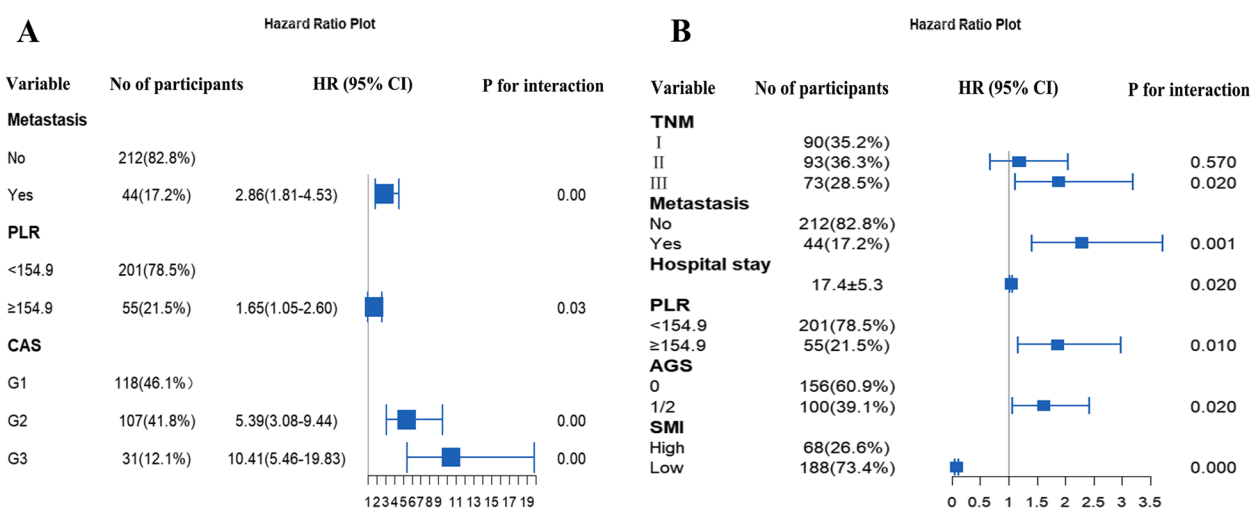 A
Hazard Ratio Plot
Variable No of participants HR (95% CI) P for interaction
Metastasis
No 212(82.8%)
Yes 44(17.2%) 2.86(1.81-4.53) 0.00
PLR
<154.9 201(78.5%)
≥154.9 55(21.5%) 1.65(1.05-2.60) 0.03
CAS
G1 118(46.1%)
G2 107(41.8%) 5.39(3.08-9.44) 0.00
G3 31(12.1%) 10.41(5.46-19.83) 0.00
1 2 3 4 5 6 7 8 9 11 13 15 17 19
B
Hazard Ratio Plot
Variable No of participants HR (95% CI) P for interaction
TNM
Ⅰ 90(35.2%)
Ⅱ 93(36.3%) 0.570
Ⅲ 73(28.5%) 0.020
Metastasis
No 212(82.8%)
Yes 44(17.2%) 0.001
Hospital stay
17.4±5.3 0.020
PLR
<154.9 201(78.5%)
≥154.9 55(21.5%) 0.010
AGS
0 156(60.9%)
1/2 100(39.1%) 0.020
SMI
High 68(26.6%)
Low 188(73.4%) 0.000
0 0.5 1 1.5 2 2.5 3 3.5